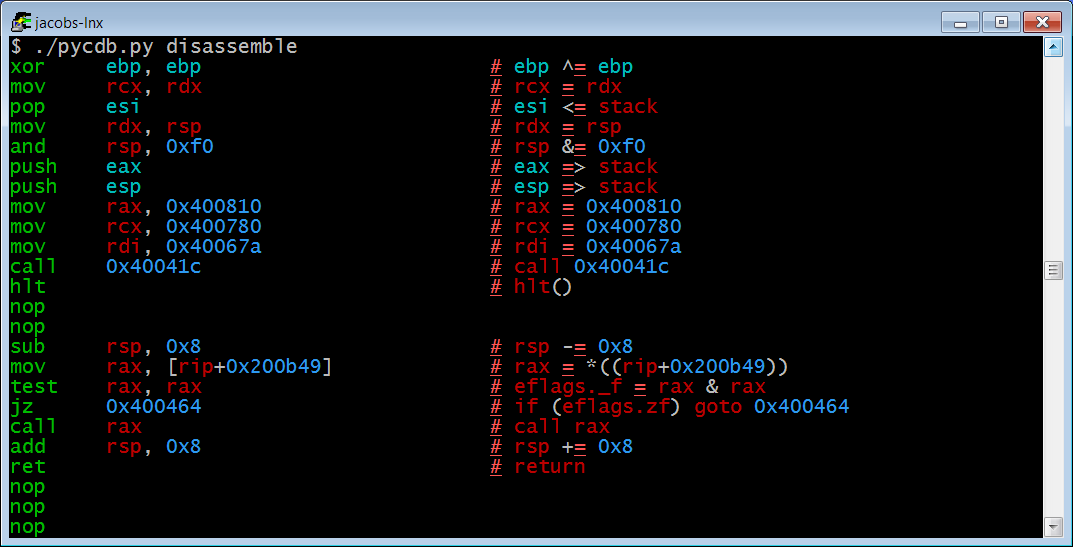 jacobs-lnx
$ ./pycdb.py disassemble
xor     ebp, ebp                        # ebp ^= ebp
mov     rcx, rdx                        # rcx = rdx
pop     esi                             # esi <= stack
mov     rdx, rsp                        # rdx = rsp
and     rsp, 0xf0                       # rsp &= 0xf0
push    eax                             # eax => stack
push    esp                             # esp => stack
mov     rax, 0x400810                   # rax = 0x400810
mov     rcx, 0x400780                   # rcx = 0x400780
mov     rdi, 0x40067a                   # rdi = 0x40067a
call    0x40041c                        # call 0x40041c
hlt                                     # hlt()
nop
nop
sub     rsp, 0x8                        # rsp -= 0x8
mov     rax, [rip+0x200b49]             # rax = *((rip+0x200b49))
test    rax, rax                        # eflags._f = rax & rax
jz      0x400464                        # if (eflags.zf) goto 0x400464
call    rax                             # call rax
add     rsp, 0x8                        # rsp += 0x8
ret                                     # return
nop
nop
nop